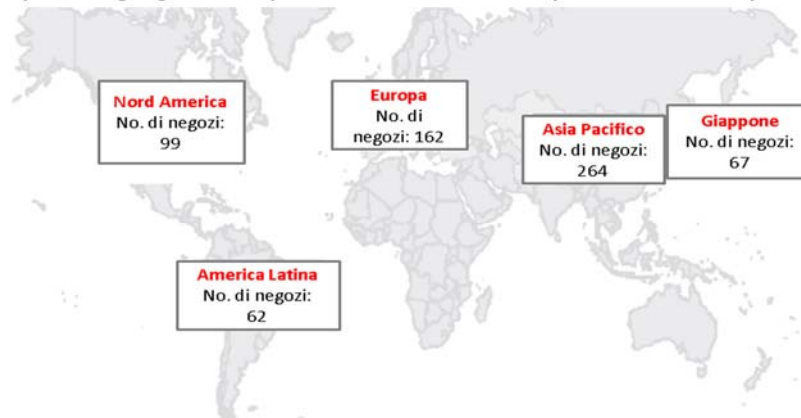 Nord America
No. di negozi:
99
Europa
No. di
negozi: 162
Asia Pacifico
No. di negozi:
264
Giappone
No. di negozi:
67
America Latina
No. di negozi:
62